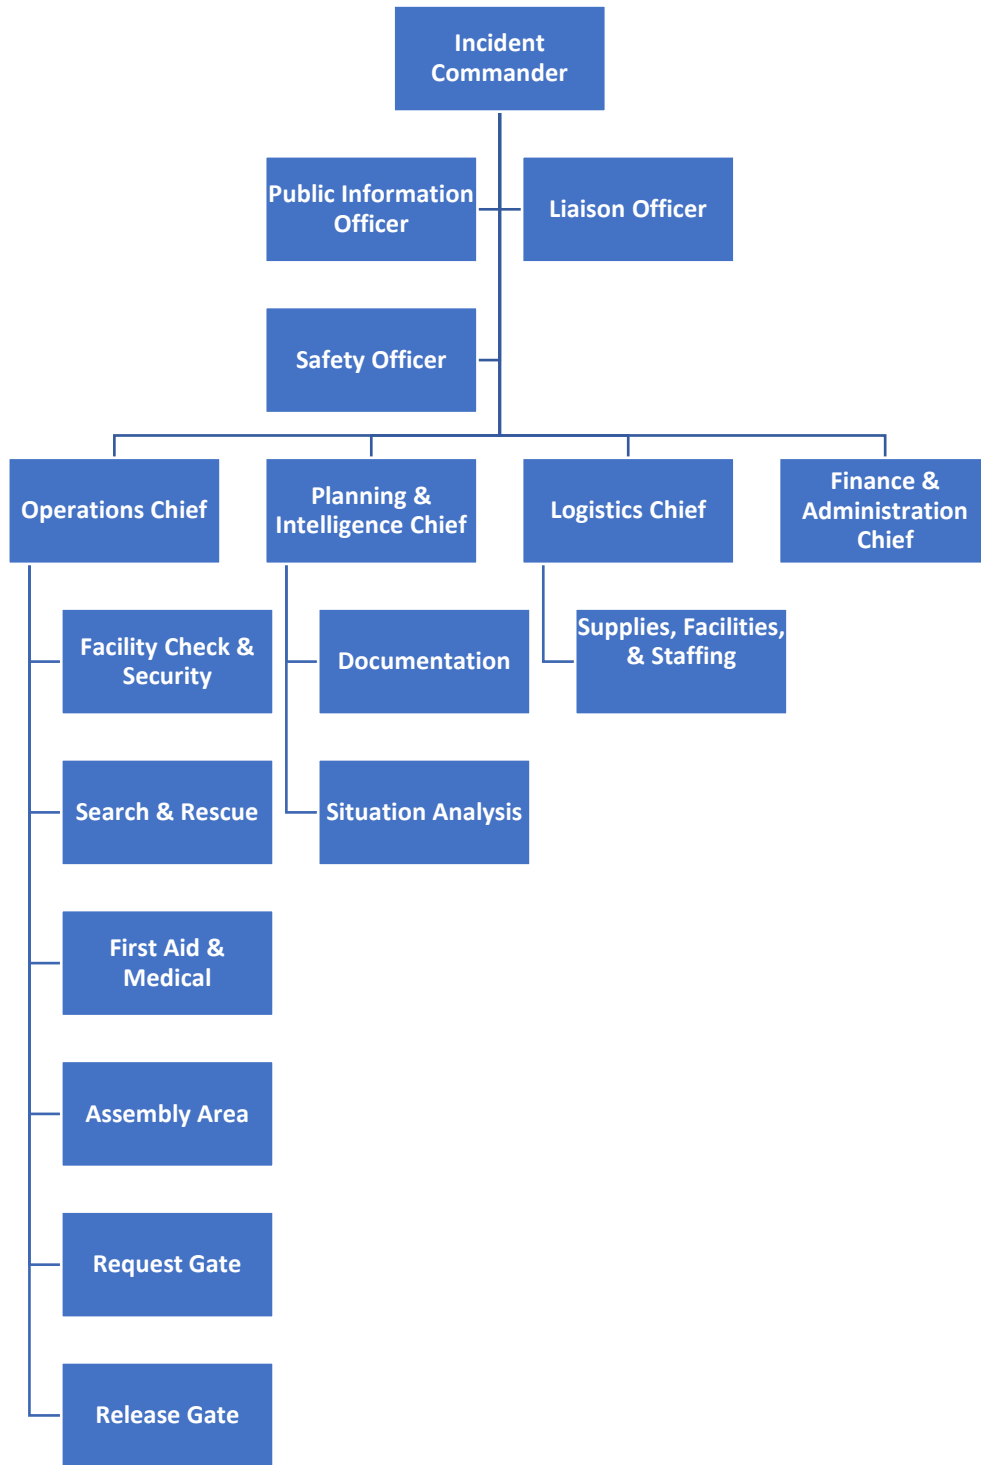 Incident
Commander
Public Information
Officer
Liaison Officer
Safety Officer
Operations Chief
Planning &
Intelligence Chief
Logistics Chief
Finance &
Administration
Chief
Facility Check &
Security
Documentation
Supplies, Facilities,
& Staffing
Search & Rescue
Situation Analysis
First Aid &
Medical
Assembly Area
Request Gate
Release Gate